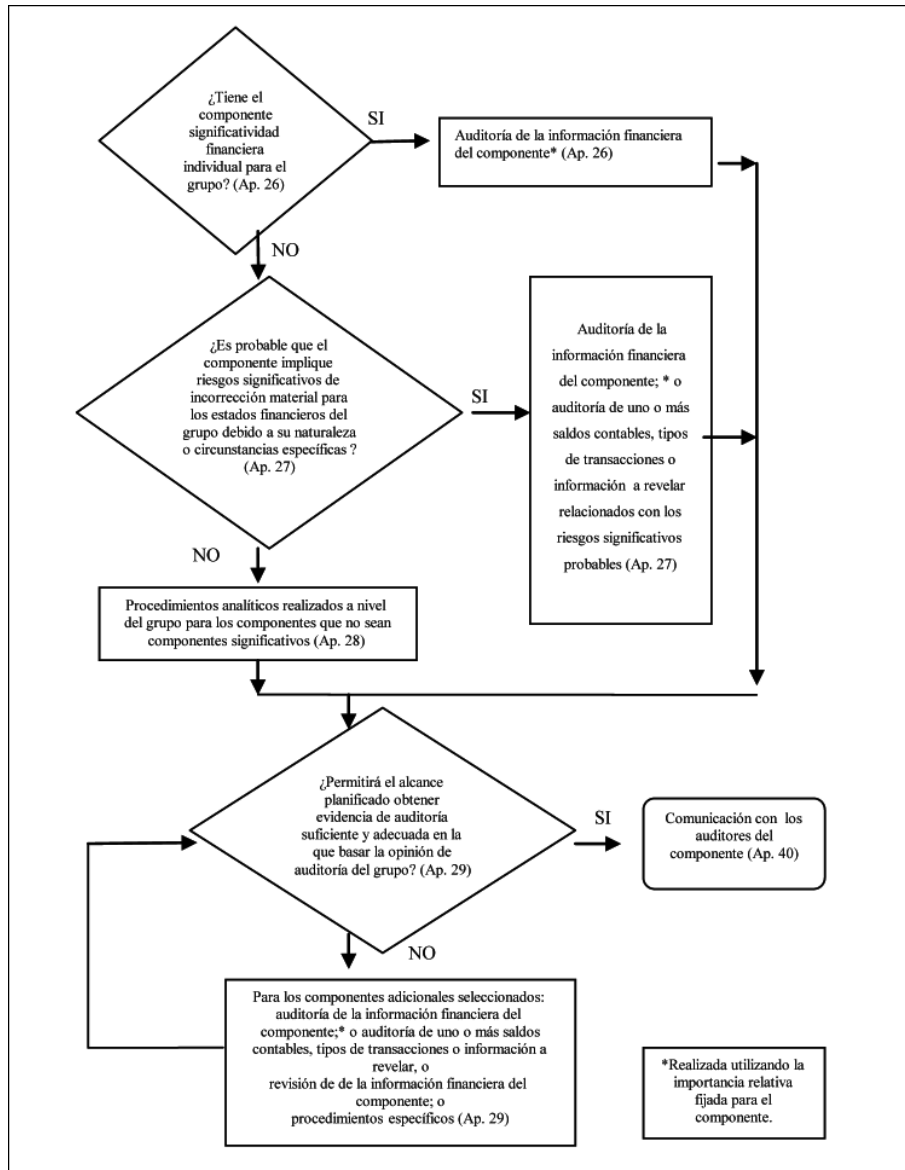 ¿Tiene el
componente
significatividad
financiera
individual para el
grupo? (Ap. 26)
SI
Auditoría de la información financiera
del componente* (Ap. 26)
NO
¿Es probable que el
componente implique
riesgos significativos de
incorrección material para
los estados financieros del
grupo debido a su naturaleza
o circunstancias específicas ?
(Ap. 27)
SI
Auditoría de la
información financiera
del componente; * o
auditoría de uno o más
saldos contables, tipos
de transacciones o
información a revelar
relacionados con los
riesgos significativos
probables (Ap. 27)
NO
Procedimientos analíticos realizados a nivel
del grupo para los componentes que no sean
componentes significativos (Ap. 28)
¿Permitirá el alcance
planificado obtener
evidencia de auditoría
suficiente y adecuada en la
que basar la opinión de
auditoría del grupo? (Ap. 29)
SI
Comunicación con los
auditores del
componente (Ap. 40)
NO
Para los componentes adicionales seleccionados:
auditoría de la información financiera del
componente;* o auditoría de uno o más saldos
contables, tipos de transacciones o información a
revelar, o
revisión de de la información financiera del
componente; o
procedimientos específicos (Ap. 29)
*Realizada utilizando la
importancia relativa
fijada para el
componente.